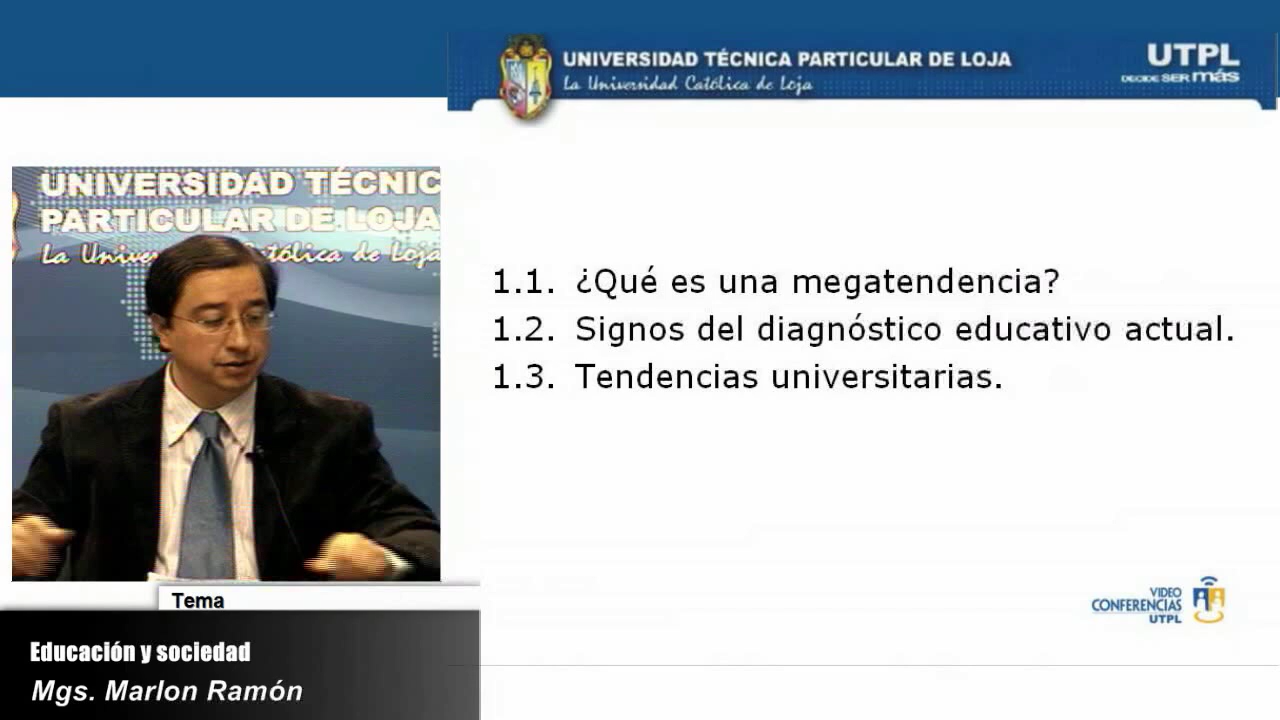 UNIVERSIDAD TÉCNICA PARTICULAR DE LOJA
La Universidad Católica de Loja
UTPL
DECIDE SER más
UNIVERSIDAD TÉCNIC
PARTICULAR DE LOJA
La Unive tólica de Loja
1.1. ¿Qué es una megatendencia?
1.2. Signos del diagnóstico educativo actual.
1.3. Tendencias universitarias.
VIDEO
CONFERENCIAS
UTPL
Tema
Educación y sociedad
Mgs. Marlon Ramón